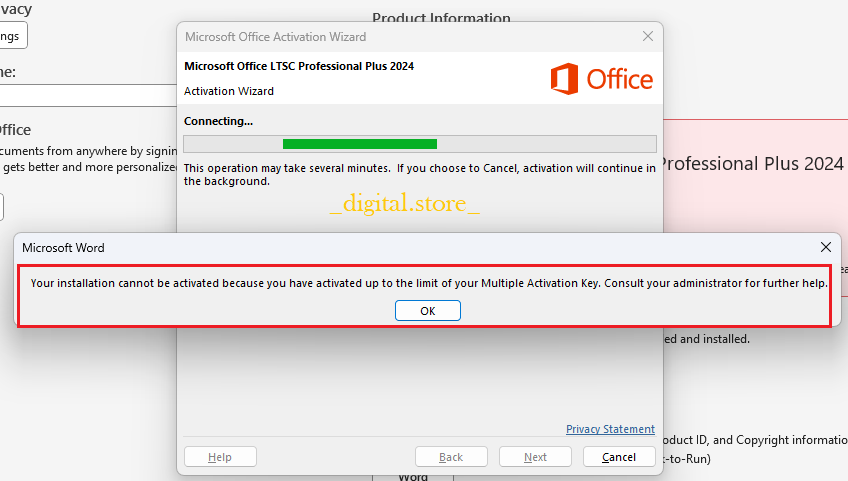 vacy
Product Information
ngs
Microsoft Office Activation Wizard
Microsoft Office LTSC Professional Plus 2024
Activation Wizard
Office
ne:
Connecting...
Office
cuments from anywhere by signin
gets better and more personalized
This operation may take several minutes. If you choose to Cancel, activation will continue in
the background.
_digital.store_
Professional Plus 2024
Microsoft Word
Your installation cannot be activated because you have activated up to the limit of your Multiple Activation Key. Consult your administrator for further help.
OK
ed and installed.
Privacy Statement
oduct ID, and Copyright informatio
k-to-Run)
Help
Back
Next
Cancel
Word